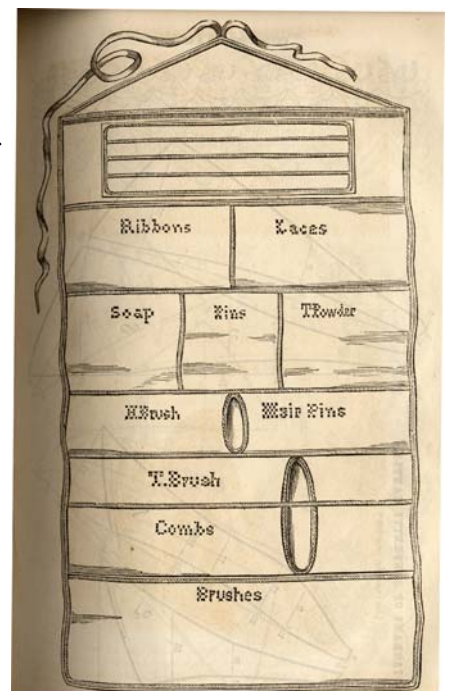 Ribbons Laces
Soap Pins T.Powder
H.Brush Hair Pins
T.Brush
Combs
Brushes